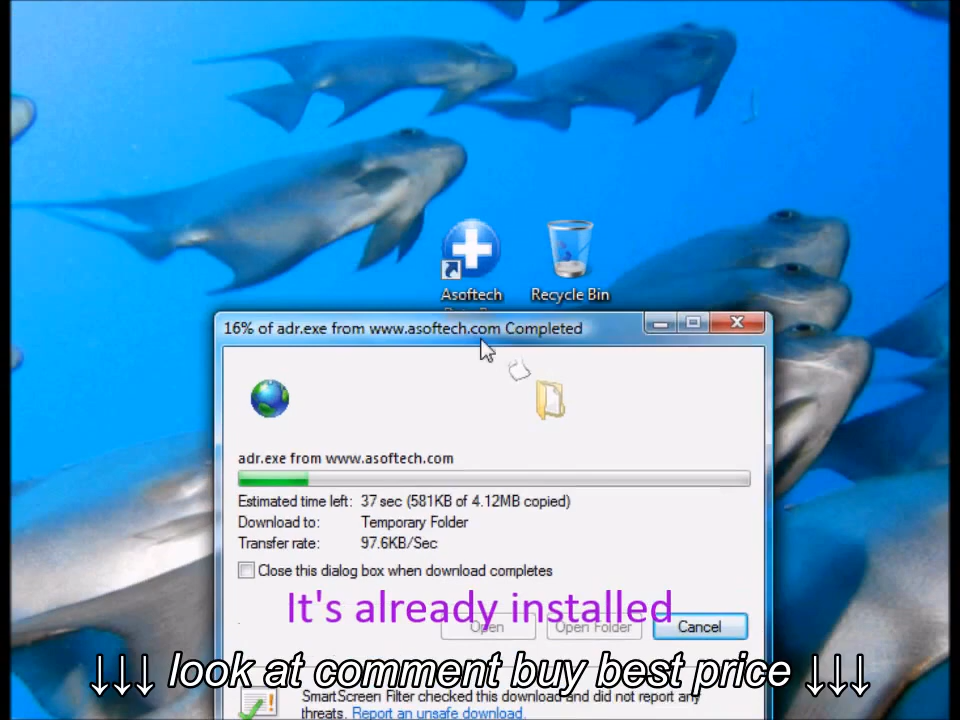 Asoftech
Recycle Bin
16% of adr.exe from www.asoftech.com Completed
adr.exe from www.asoftech.com
Estimated time left: 37 sec (581KB of 4.12MB copied)
Download to: Temporary Folder
Transfer rate: 97.6KB/Sec
Close this dialog box when download completes
It's already installed
Open Open Folder Cancel
↓↓↓ look at comment buy best price ↓↓↓
SmartScreen Filter checked this download and did not report any
threats. Report an unsafe download.